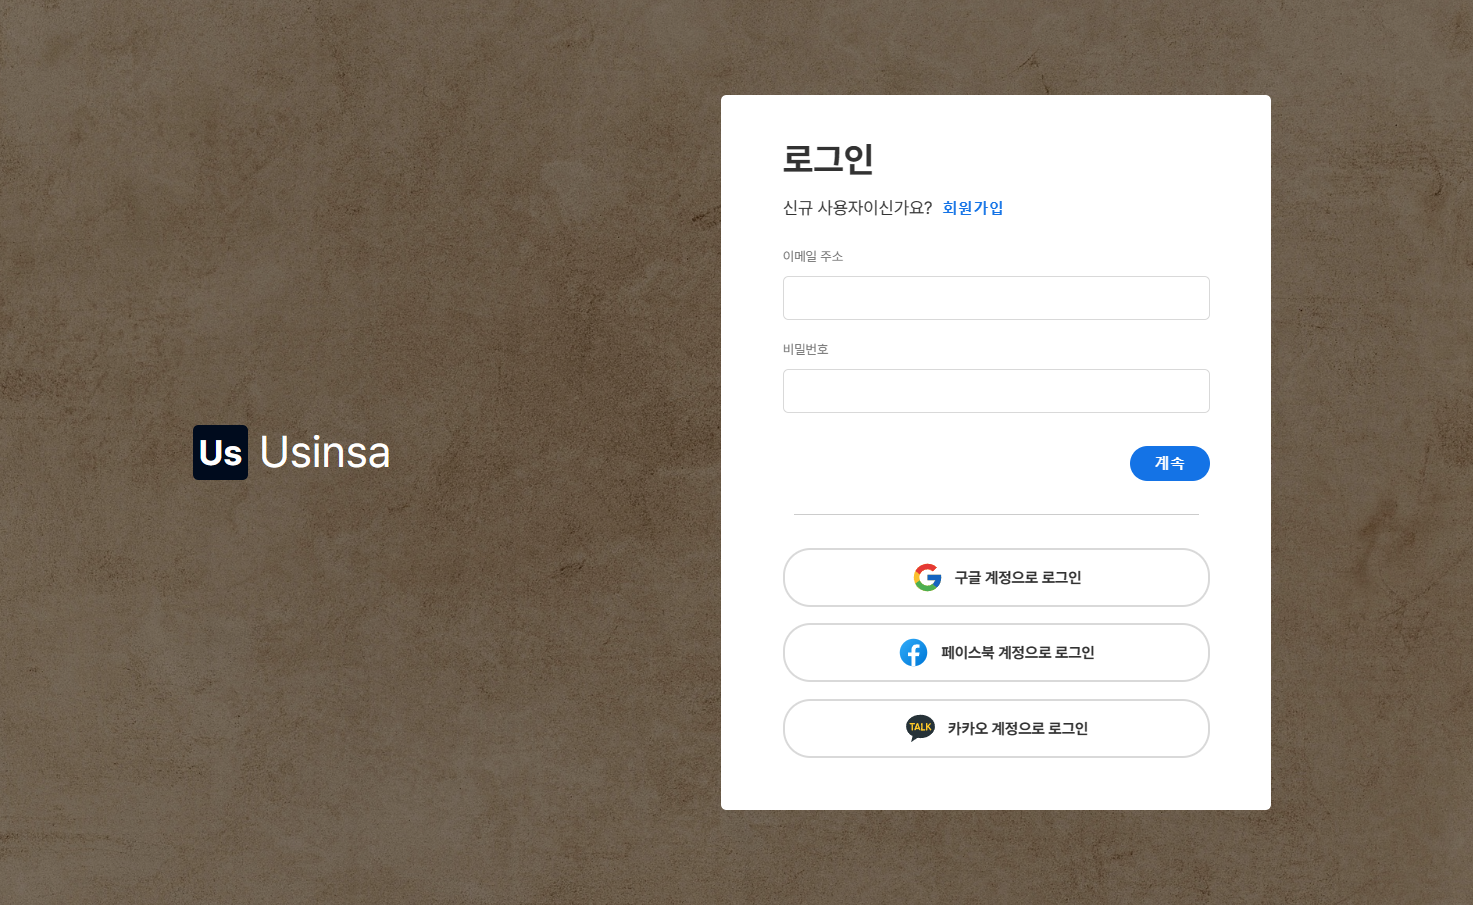 Us Usinsa
로그인
신규 사용자이신가요? 회원가입
이메일 주소
비밀번호
계속
구글 계정으로 로그인
페이스북 계정으로 로그인
TALK 카카오 계정으로 로그인